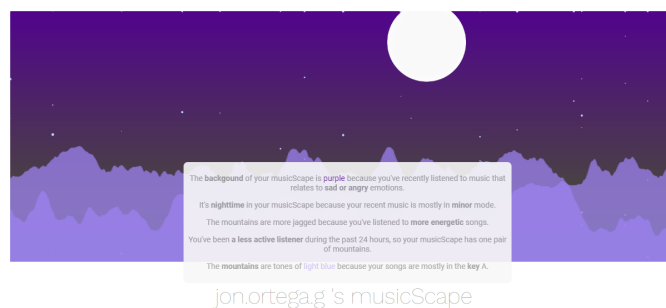 The backgound of your musicScape is purple because you've recently listened to music that
relates to sad or angry emotions.
It's nighttime in your musicScape because your recent music is mostly in minor mode.
The mountains are more jagged because you've listened to more energetic songs.
You've been a less active listener during the past 24 hours, so your musicScape has one pair
of mountains.
The mountains are tones of light blue because your songs are mostly in the key A.
jon.ortega.g 's musicScape